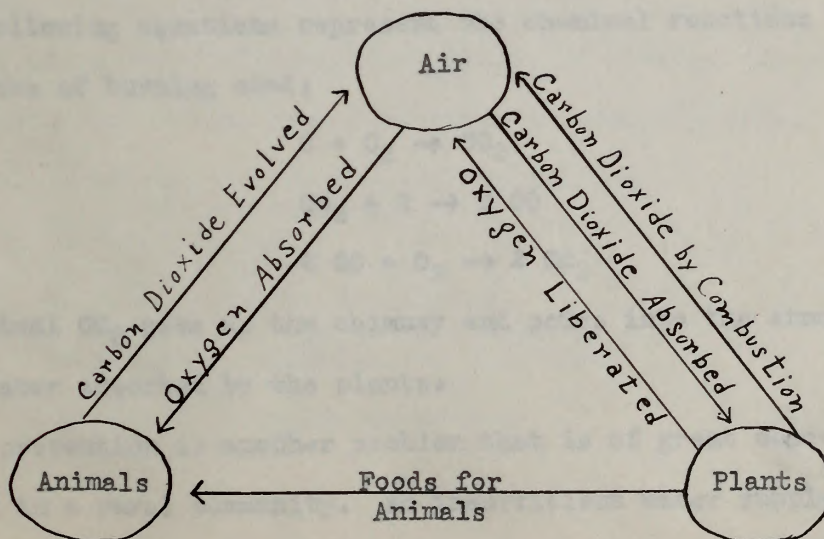 Air
Carbon Dioxide Evolved
Oxygen Absorbed
Oxygen Liberated
Carbon Dioxide Absorbed
Carbon Dioxide by Combustion
Animals
Foods for
Animals
Plants